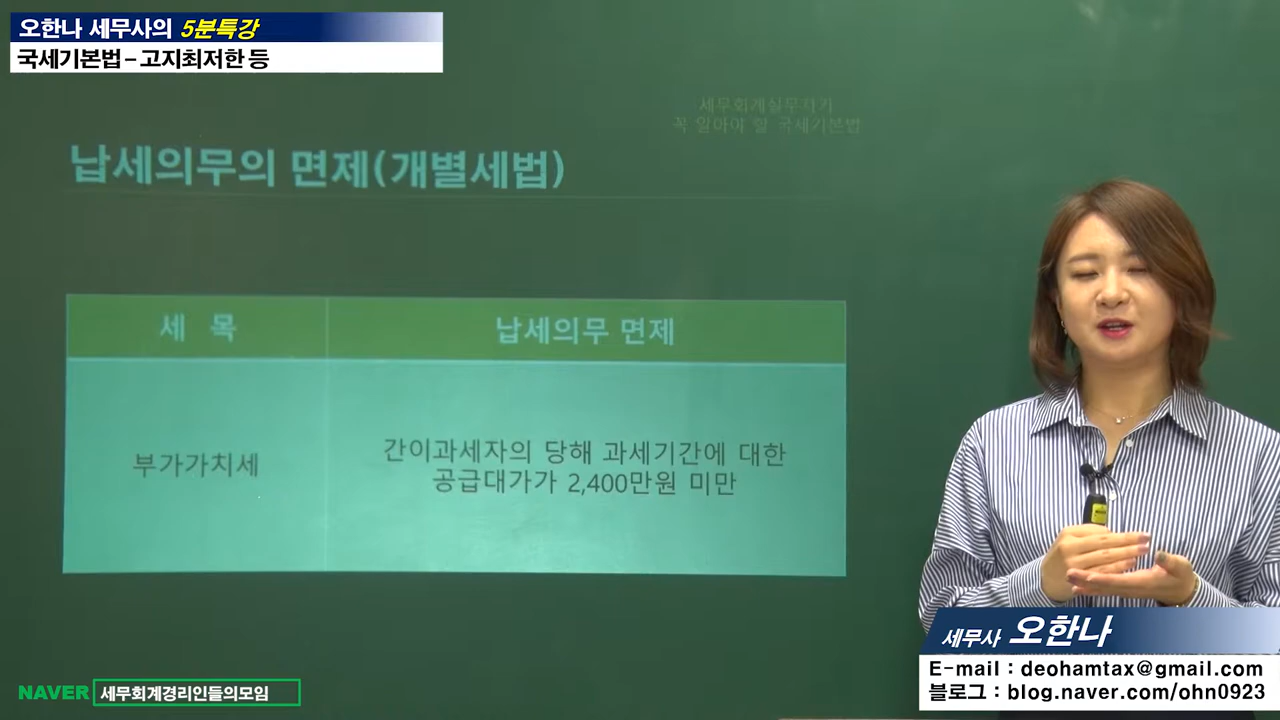 오한나 세무사의 5분특강
국세기본법 – 고지최저한 등
세무회계실무자가
꼭 알아야 할 국세기본법
납세의무의 면제(개별세법)
세 목
납세의무 면제
부가가치세
간이과세자의 당해 과세기간에 대한
공급대가가 2,400만원 미만
세무사 오한나
E-mail : deohamtax@gmail.com
블로그 : blog.naver.com/ohn0923
NAVER 세무회계경리인들의모임